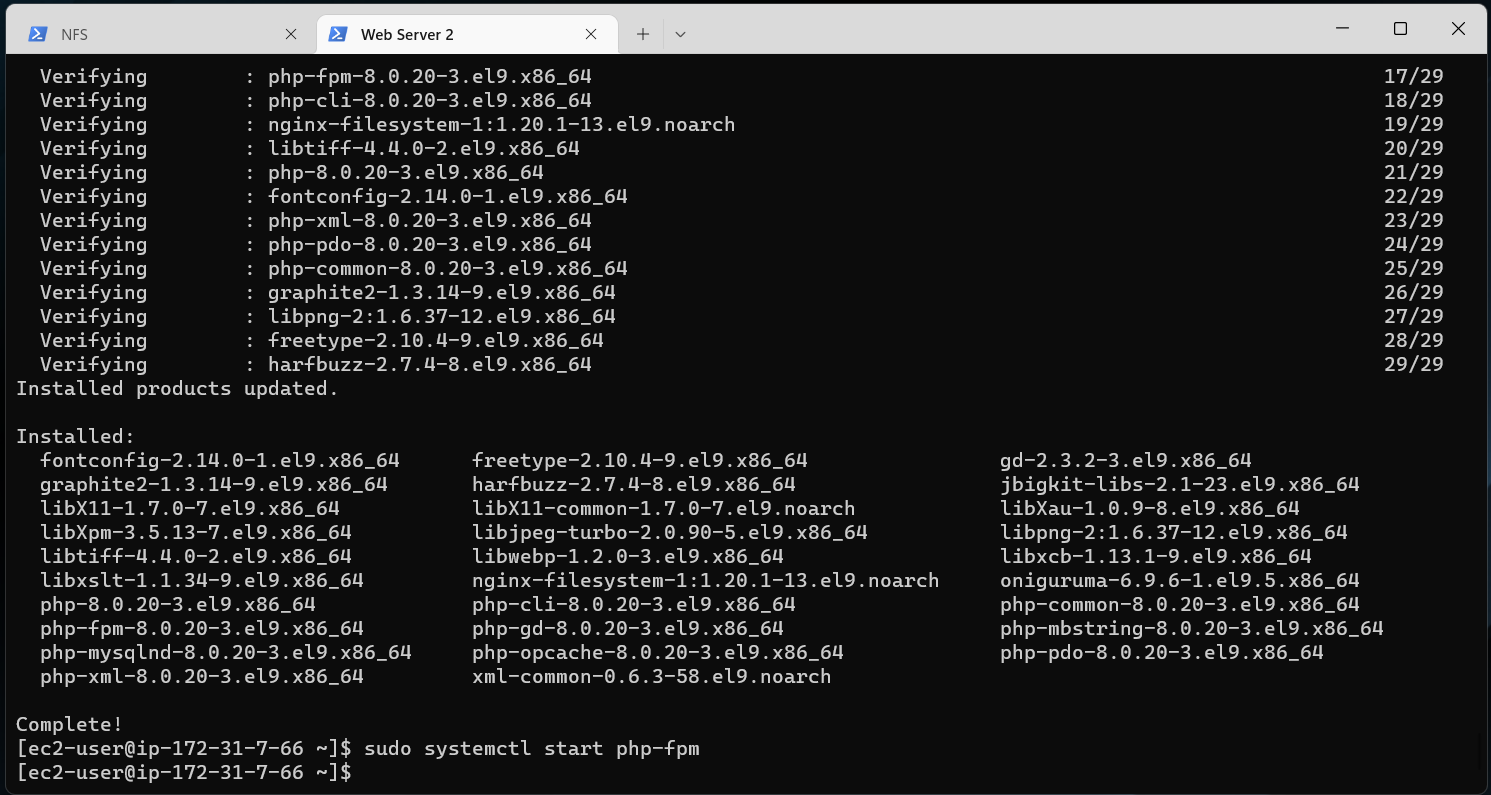 NFS
Web Server 2
Verifying : php-fpm-8.0.20-3.el9.x86_64 17/29
Verifying : php-cli-8.0.20-3.el9.x86_64 18/29
Verifying : nginx-filesystem-1:1.20.1-13.el9.noarch 19/29
Verifying : libtiff-4.4.0-2.el9.x86_64 20/29
Verifying : php-8.0.20-3.el9.x86_64 21/29
Verifying : fontconfig-2.14.0-1.el9.x86_64 22/29
Verifying : php-xml-8.0.20-3.el9.x86_64 23/29
Verifying : php-pdo-8.0.20-3.el9.x86_64 24/29
Verifying : php-common-8.0.20-3.el9.x86_64 25/29
Verifying : graphite2-1.3.14-9.el9.x86_64 26/29
Verifying : libpng-2:1.6.37-12.el9.x86_64 27/29
Verifying : freetype-2.10.4-9.el9.x86_64 28/29
Verifying : harfbuzz-2.7.4-8.el9.x86_64 29/29
Installed products updated.
Installed:
fontconfig-2.14.0-1.el9.x86_64 freetype-2.10.4-9.el9.x86_64 gd-2.3.2-3.el9.x86_64
graphite2-1.3.14-9.el9.x86_64 harfbuzz-2.7.4-8.el9.x86_64 jbigkit-libs-2.1-23.el9.x86_64
libX11-1.7.0-7.el9.x86_64 libX11-common-1.7.0-7.el9.noarch libXau-1.0.9-8.el9.x86_64
libXpm-3.5.13-7.el9.x86_64 libjpeg-turbo-2.0.90-5.el9.x86_64 libpng-2:1.6.37-12.el9.x86_64
libtiff-4.4.0-2.el9.x86_64 libwebp-1.2.0-3.el9.x86_64 libxcb-1.13.1-9.el9.x86_64
libxslt-1.1.34-9.el9.x86_64 nginx-filesystem-1:1.20.1-13.el9.noarch oniguruma-6.9.6-1.el9.5.x86_64
php-8.0.20-3.el9.x86_64 php-cli-8.0.20-3.el9.x86_64 php-common-8.0.20-3.el9.x86_64
php-fpm-8.0.20-3.el9.x86_64 php-gd-8.0.20-3.el9.x86_64 php-mbstring-8.0.20-3.el9.x86_64
php-mysqlnd-8.0.20-3.el9.x86_64 php-opcache-8.0.20-3.el9.x86_64 php-pdo-8.0.20-3.el9.x86_64
php-xml-8.0.20-3.el9.x86_64 xml-common-0.6.3-58.el9.noarch
Complete!
[ec2-user@ip-172-31-7-66 ~]$ sudo systemctl start php-fpm
[ec2-user@ip-172-31-7-66 ~]$